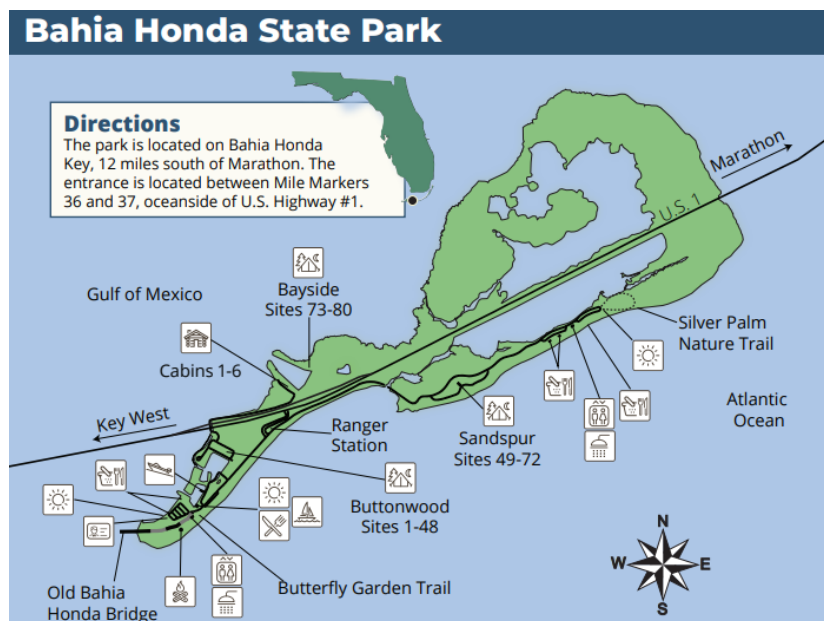 Bahia Honda State Park
Directions
The park is located on Bahia Honda
Key, 12 miles south of Marathon. The
entrance is located between Mile Markers
36 and 37, oceanside of U.S. Highway #1.
Marathon
U.S. 1
Gulf of Mexico
Bayside
Sites 73-80
Silver Palm
Nature Trail
Cabins 1-6
Atlantic
Ocean
Key West
Ranger
Station
Sandspur
Sites 49-72
Buttonwood
Sites 1-48
Butterfly Garden Trail
Old Bahia
Honda Bridge
N
W
E
S